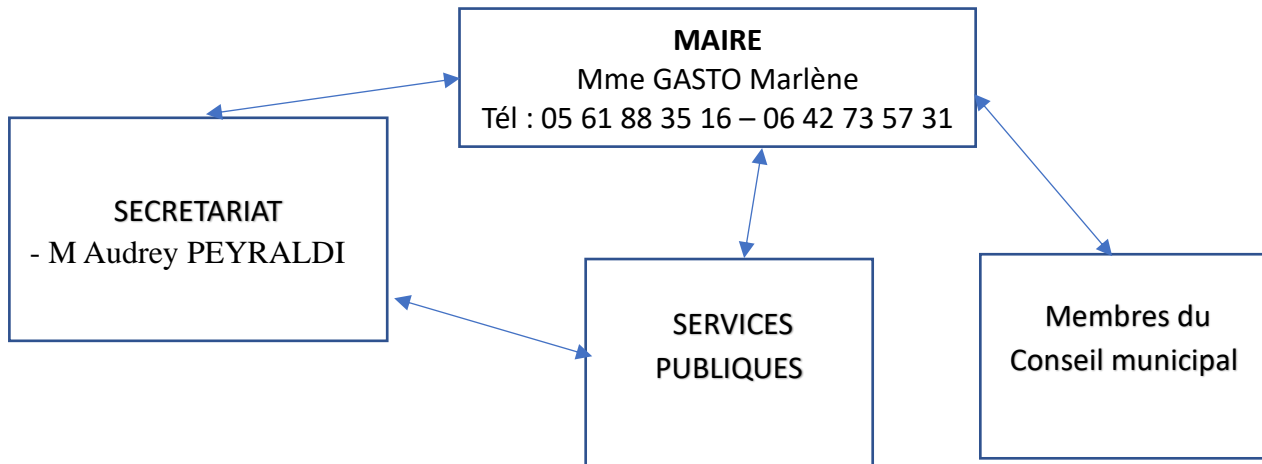 MAIRE
Mme GASTO Marlène
Tél : 05 61 88 35 16 – 06 42 73 57 31
SECRETARIAT
- M Audrey PEYRALDI
SERVICES
PUBLIQUES
Membres du
Conseil municipal